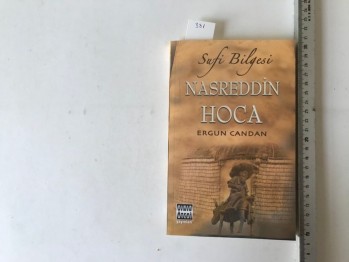 Sufi Bilgesi
NASREDDİN
HOCA
ERGUN CANDAN